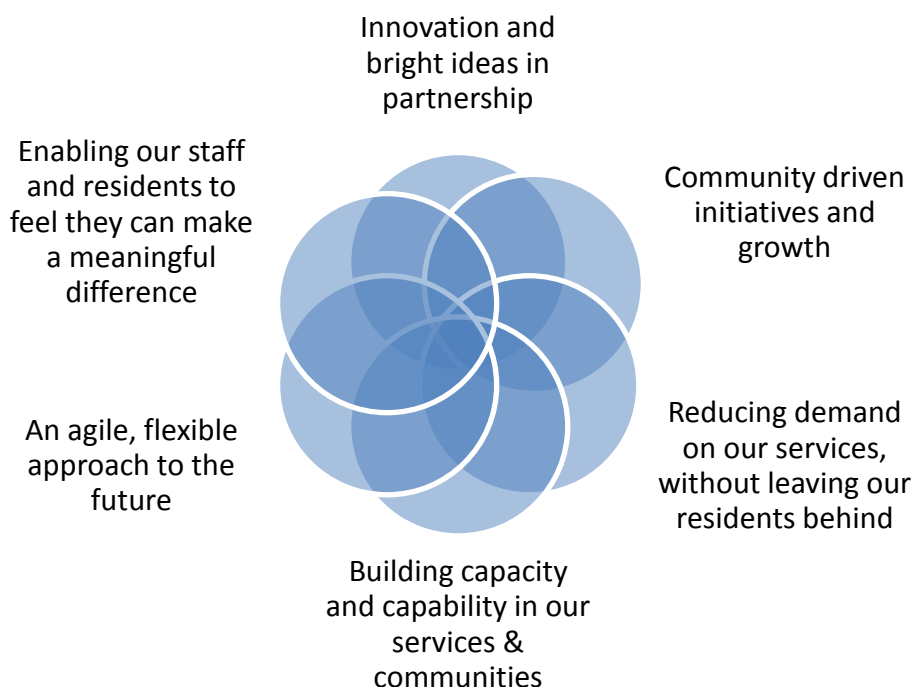 Innovation and
bright ideas in
partnership
Community driven
initiatives and
growth
Reducing demand
on our services,
without leaving our
residents behind
Building capacity
and capability in our
services &
communities
An agile, flexible
approach to the
future
Enabling our staff
and residents to
feel they can make
a meaningful
difference